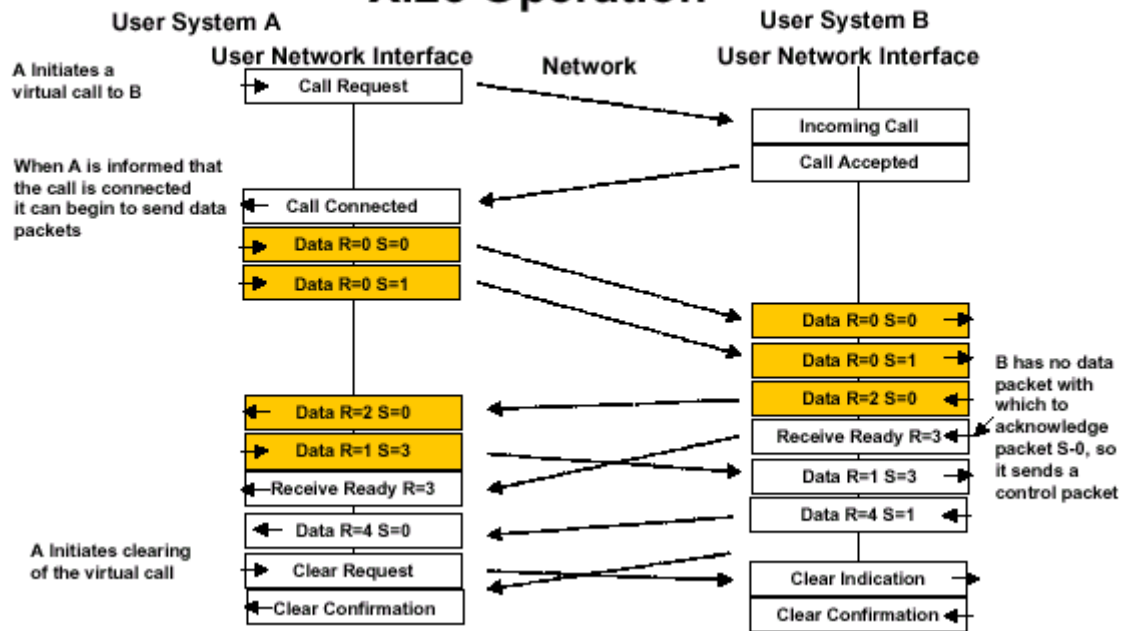 User System A
User System B
User Network Interface
Network
User Network Interface
A Initiates a
virtual call to B
Call Request
Incoming Call
Call Accepted
When A is informed that
the call is connected
it can begin to send data
packets
Call Connected
Data R=0 S=0
Data R=0 S=1
Data R=0 S=0
Data R=0 S=1
Data R=2 S=0
Receive Ready R=3
Data R=1 S=3
Data R=4 S=1
B has no data
packet with
which to
acknowledge
packet S-0, so
it sends a
control packet
Data R=2 S=0
Data R=1 S=3
Receive Ready R=3
Data R=4 S=0
A Initiates clearing
of the virtual call
Clear Request
Clear Confirmation
Clear Indication
Clear Confirmation